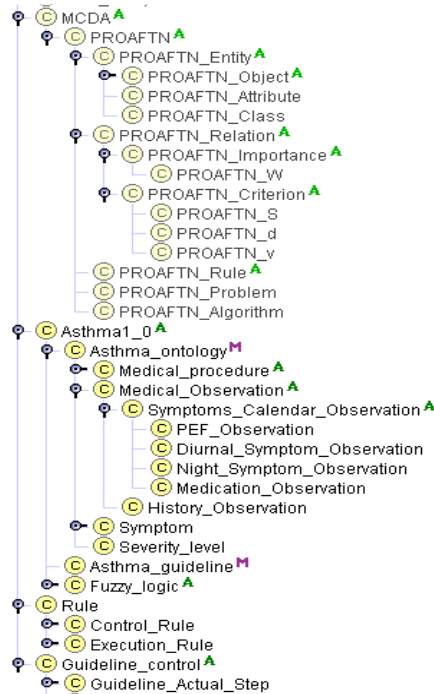 C MCDA A
C PROAFTN A
C PROAFTN_Entity A
C PROAFTN_Object A
C PROAFTN_Attribute
C PROAFTN_Class
C PROAFTN_Relation A
C PROAFTN_Importance A
C PROAFTN_W
C PROAFTN_Criterion A
C PROAFTN_S
C PROAFTN_d
C PROAFTN_v
C PROAFTN_Rule A
C PROAFTN_Problem
C PROAFTN_Algorithm
C Asthma1_0 A
C Asthma_ontology M
C Medical_procedure A
C Medical_Observation A
C Symptoms_Calendar_Observation A
C PEF_Observation
C Diurnal_Symptom_Observation
C Night_Symptom_Observation
C Medication_Observation
C History_Observation
C Symptom
C Severity_level
C Asthma_guideline M
C Fuzzy_logic A
C Rule
C Control_Rule
C Execution_Rule
C Guideline_control A
C Guideline_Actual_Step